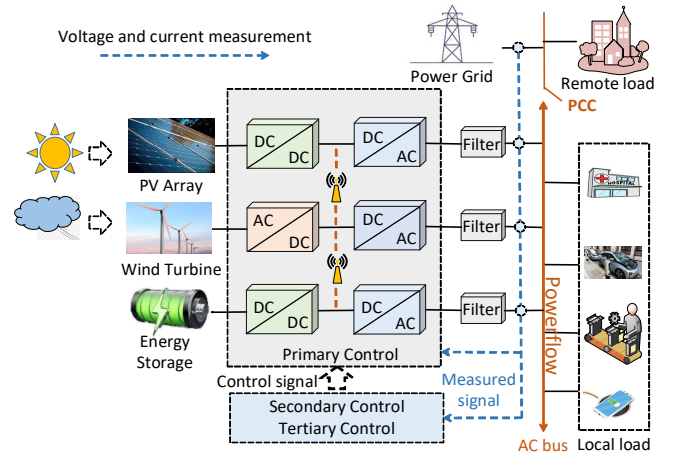 Voltage and current measurement
Power Grid
Remote load
PCC
DC
DC
DC
AC
Filter
PV Array
HOSPITAL
AC
DC
DC
AC
Filter
Wind Turbine
Powerflow
DC
DC
DC
AC
Filter
Energy
Storage
Primary Control
Control signal
Measured
signal
Secondary Control
Tertiary Control
AC bus
Local load